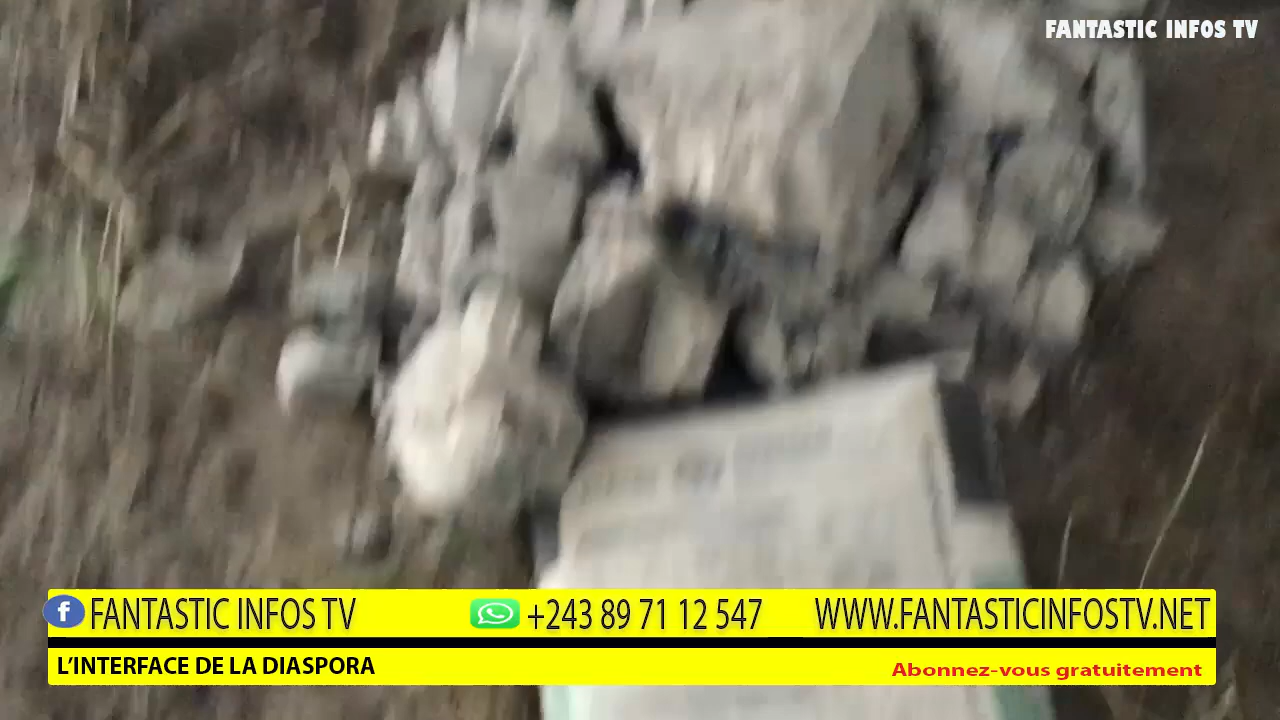 FANTASTIC INFOS TV
FANTASTIC INFOS TV
+243 89 71 12 547
WWW.FANTASTICINFOSTV.NET
L'INTERFACE DE LA DIASPORA
Abonnez-vous gratuitement